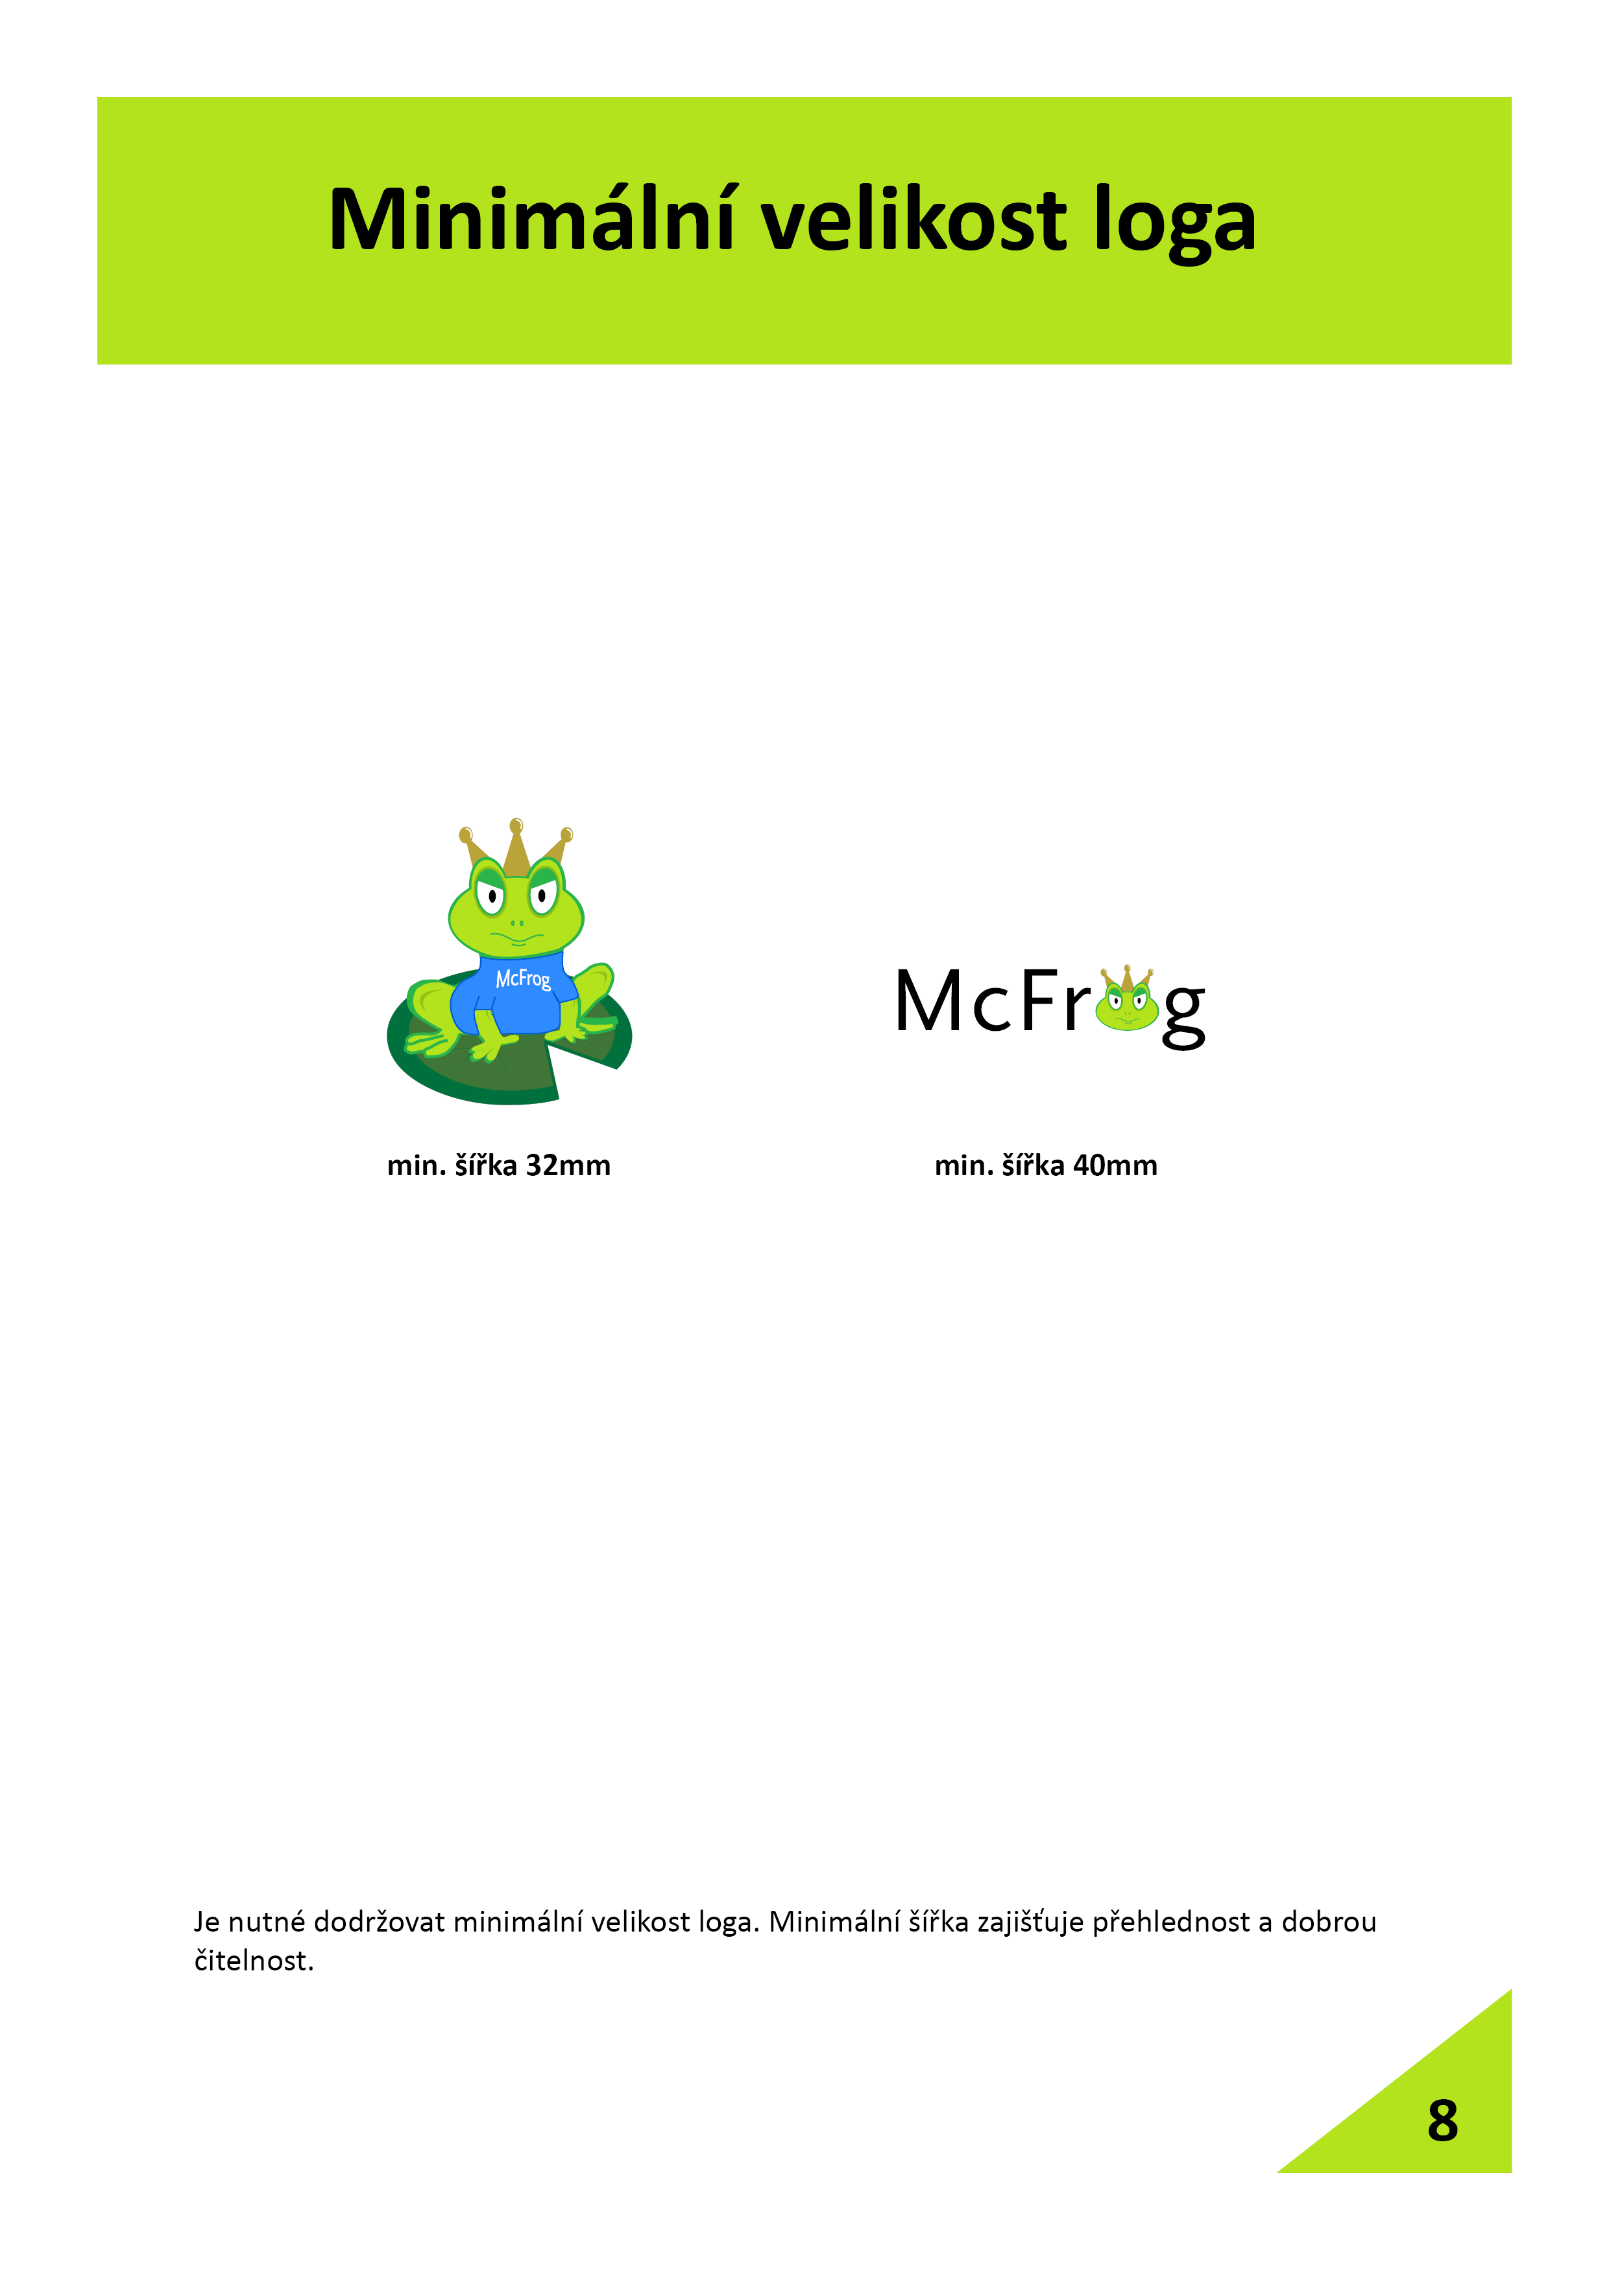 Minimální velikost loga
McFrog
McFrg
min. šířka 32mm
min. šířka 40mm
Je nutné dodržovat minimální velikost loga. Minimální šířka zajišťuje přehlednost a dobrou
čitelnost.
8